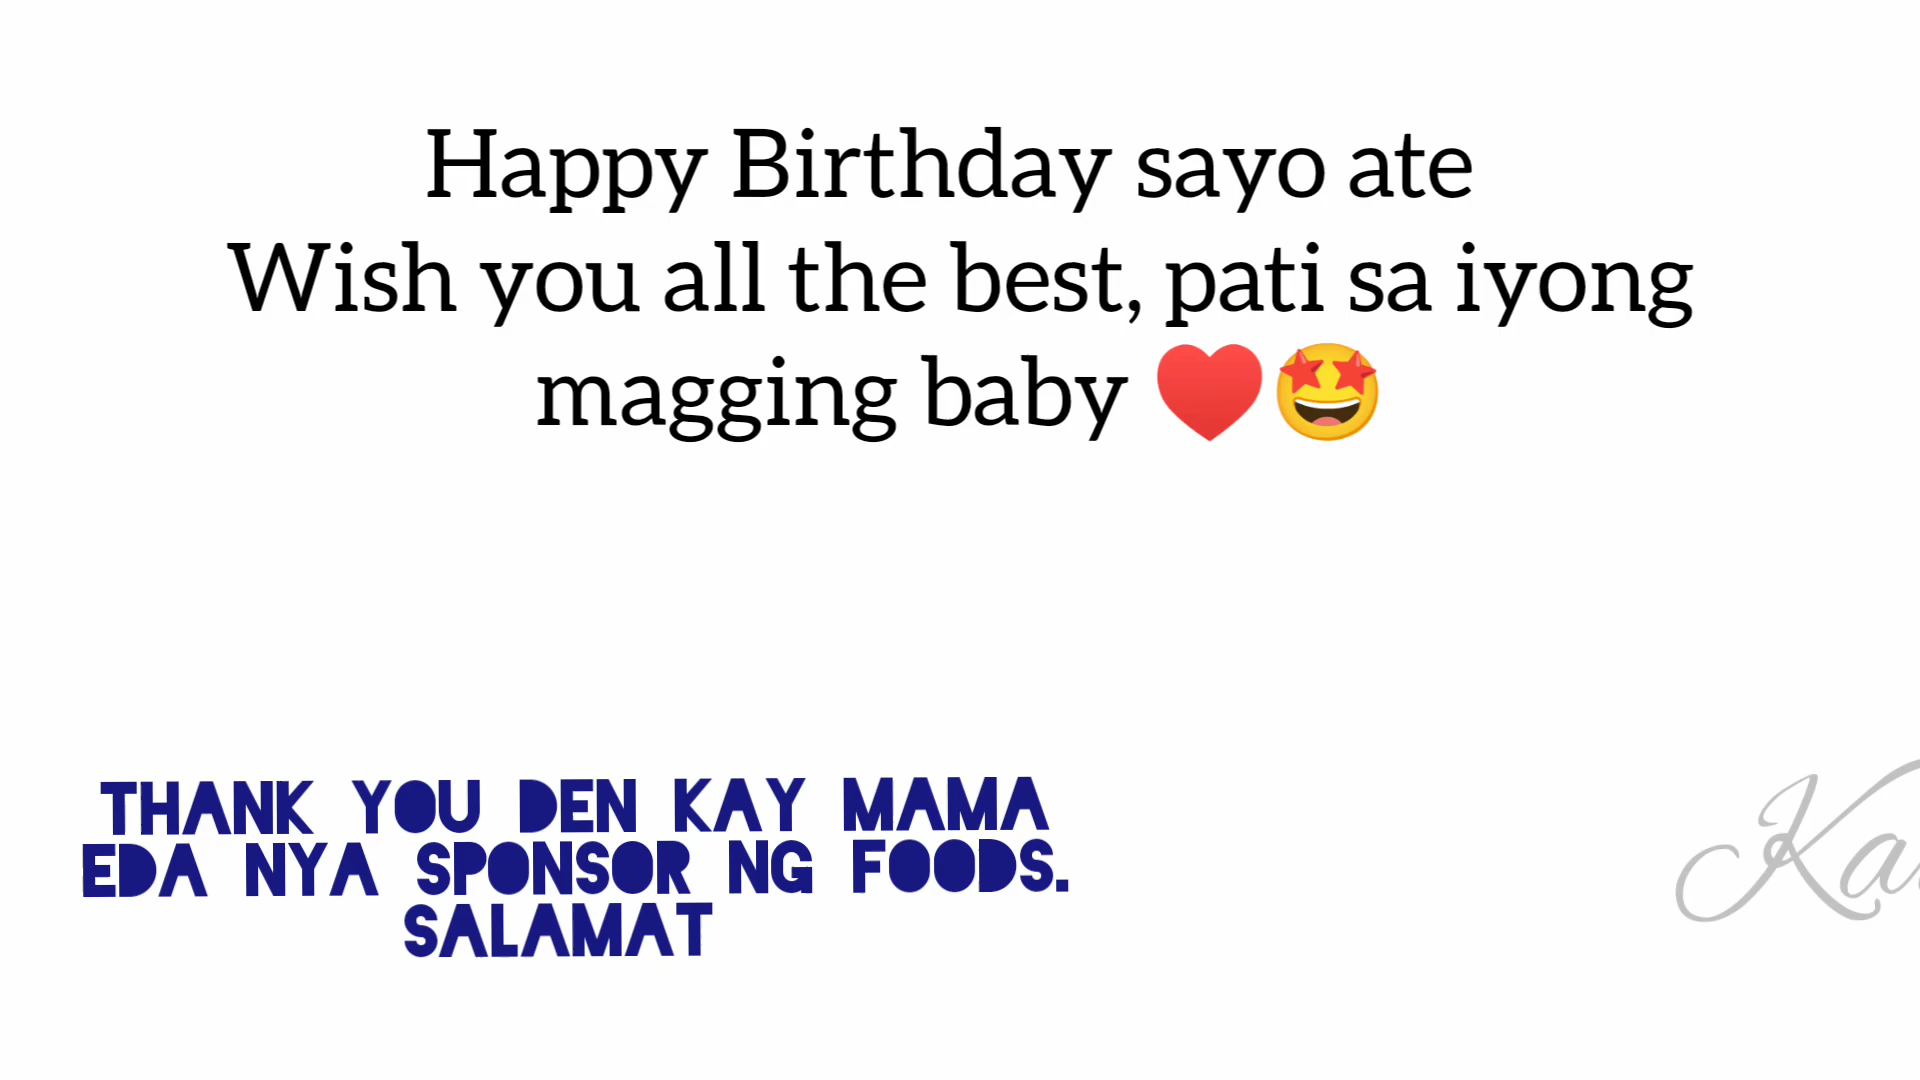 Happy Birthday sayo ate
Wish you all the best, pati sa iyong
magging baby ♥️🤩
THANK YOU DEN KAY MAMA
EDA NYA SPONSOR NG FOODS.
SALAMAT